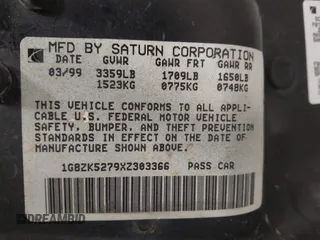 MFD BY SATURN CORPORATION
DATE GVWR GAWR FRT GAWR RR
03/99 3359LB 1709LB 1650LB
1523KG 0775KG 0748KG
THIS VEHICLE CONFORMS TO ALL APPLI-
CABLE U.S. FEDERAL MOTOR VEHICLE
SAFETY, BUMPER, AND THEFT PREVENTION
STANDARDS IN EFFECT ON THE DATE OF
MANUFACTURE SHOWN ABOVE.
1G8ZK5279XZ303366 PASS CAR
DREAMBID